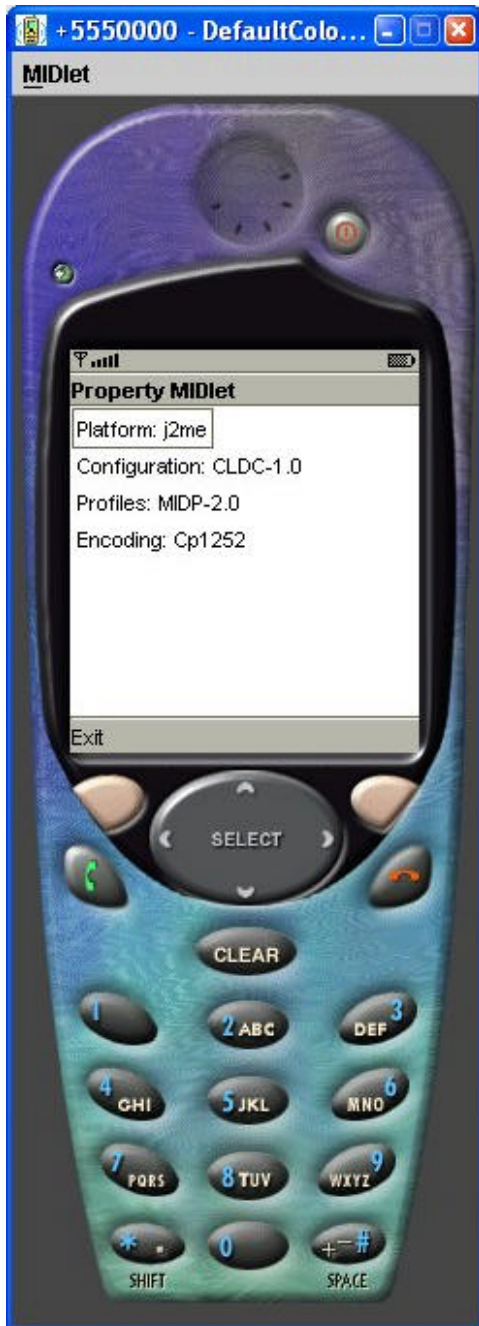 +5550000 - DefaultColo...
MIDlet
Property MIDlet
Platform: j2me
Configuration: CLDC-1.0
Profiles: MIDP-2.0
Encoding: Cp1252
Exit
SELECT
CLEAR
1 2 ABC DEF 3
4 GHI 5 JKL MNO 6
7 PQRS 8 TUV WXYZ 9
* . 0 +-#
SHIFT SPACE